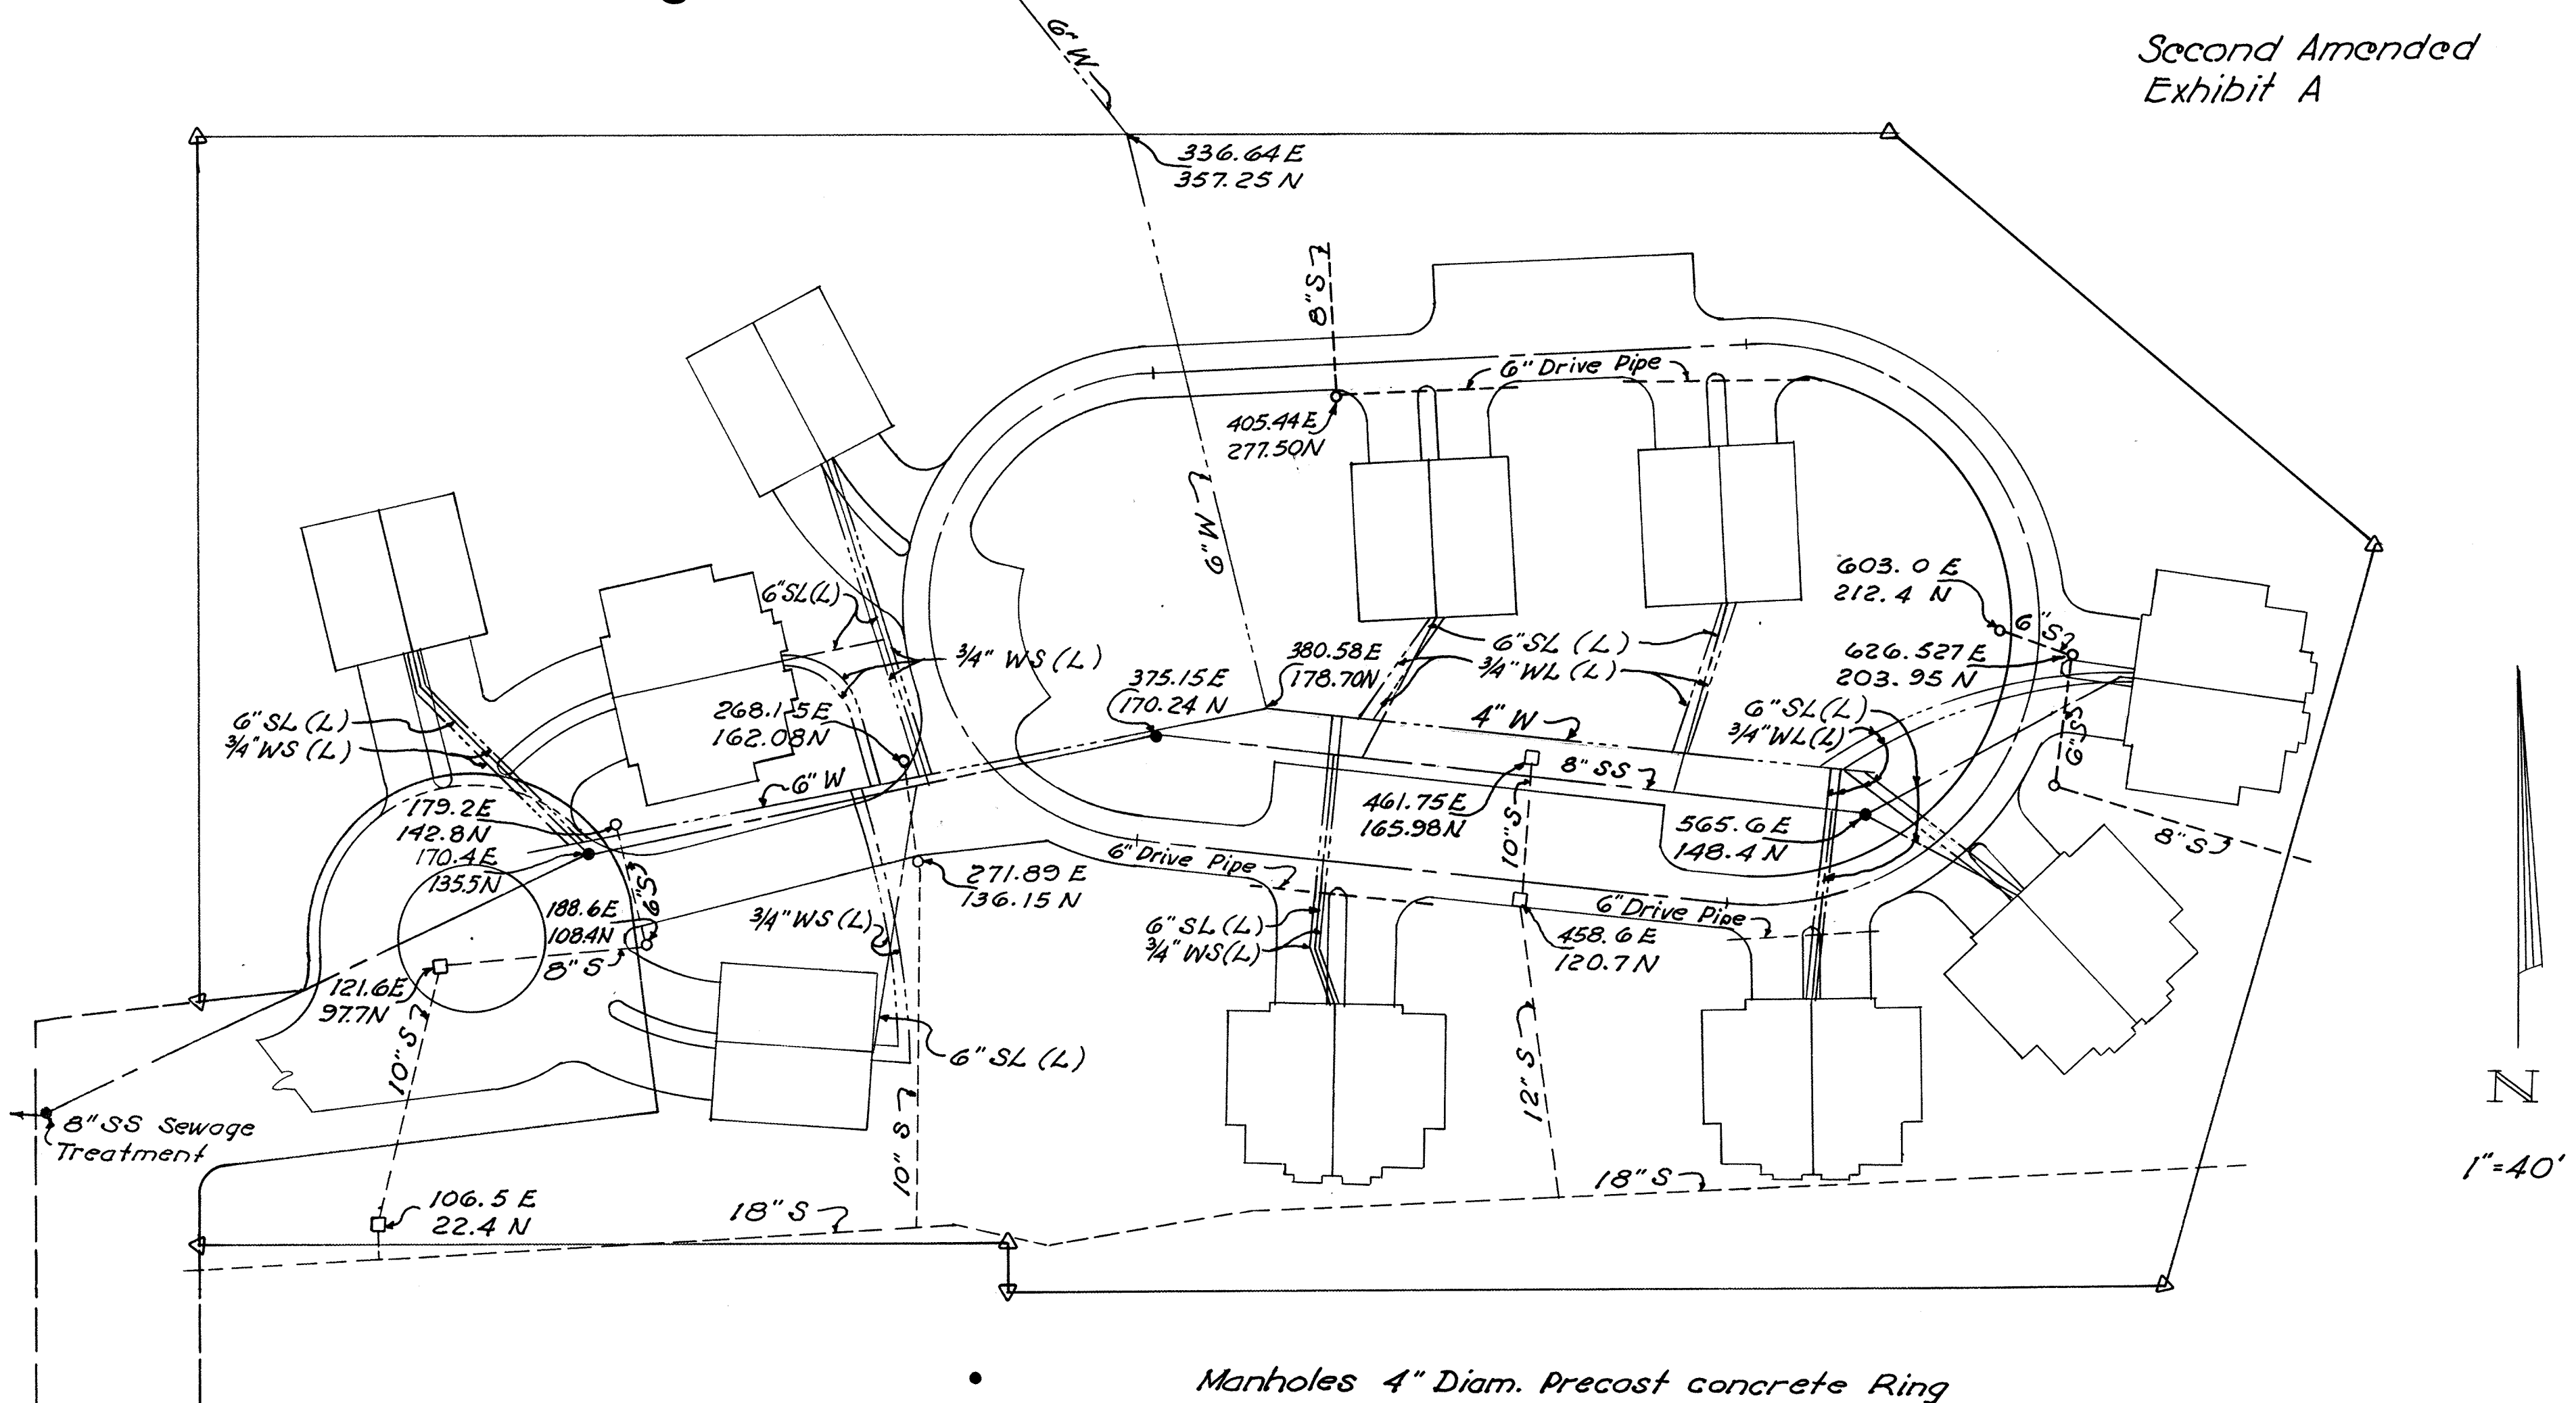 Second Amended
Exhibit A
6" W
336.64 E
357.25 N
8" S
6" Drive Pipe
405.44 E
277.50 N
6" W
603.0 E
212.4 N
6" S
626.527 E
203.95 N
6" SS
8" S
6" SL (L)
3/4" WS (L)
6" SL (L)
3/4" WL (L)
380.58 E
178.70 N
375.15 E
170.24 N
268.15 E
162.08 N
6" SL (L)
3/4" WS (L)
6" W
4" W
8" SS
6" SL (L)
3/4" WL (L)
461.75 E
165.98 N
10" S
565.6 E
148.4 N
179.2 E
142.8 N
170.4 E
135.5 N
6" S
188.6 E
108.4 N
8" S
121.6 E
97.7 N
10" S
6" Drive Pipe
271.89 E
136.15 N
3/4" WS (L)
6" SL (L)
3/4" WS (L)
6" Drive Pipe
458.6 E
120.7 N
6" SL (L)
10" S
12" S
8" SS Sewage
Treatment
106.5 E
22.4 N
18" S
18" S
N
1"=40'
Manholes 4" Diam. Precast concrete Ring